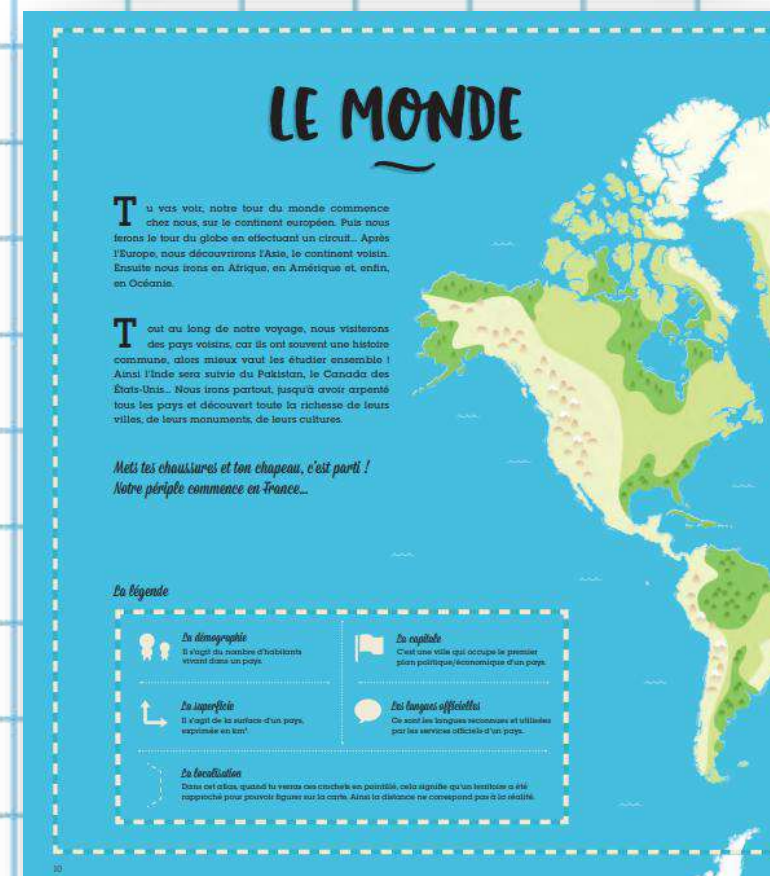 LE MONDE
Tu vas voir, notre tour du monde commence
chez nous, sur le continent européen. Puis nous
ferons le tour du globe en effectuant un circuit... Après
l'Europe, nous découvrirons l'Asie, le continent voisin.
Ensuite nous irons en Afrique, en Amérique et, enfin,
en Océanie.
Tout au long de notre voyage, nous visiterons
des pays voisins, car ils ont souvent une histoire
commune, alors mieux vaut les étudier ensemble !
Ainsi l'Inde sera suivie du Pakistan, le Canada des
États-Unis... Nous irons partout, jusqu'à avoir arpenté
tous les pays et découvert toute la richesse de leurs
villes, de leurs monuments, de leurs cultures.
Mets tes chaussures et ton chapeau, c'est parti !
Notre périple commence en France...
La légende
La démographie
Il s'agit du nombre d'habitants
vivant dans un pays.
La capitale
C'est une ville qui occupe le premier
plan politique/économique d'un pays.
La superficie
Il s'agit de la surface d'un pays,
exprimée en km².
Les langues officielles
Ce sont les langues reconnues et utilisées
par les services officiels d'un pays.
La localisation
Dans cet atlas, quand tu verras ces crochets en pointillé, cela signifie qu'un territoire a été
rapproché pour pouvoir figurer sur la carte. Ainsi la distance ne correspond pas à la réalité.
10